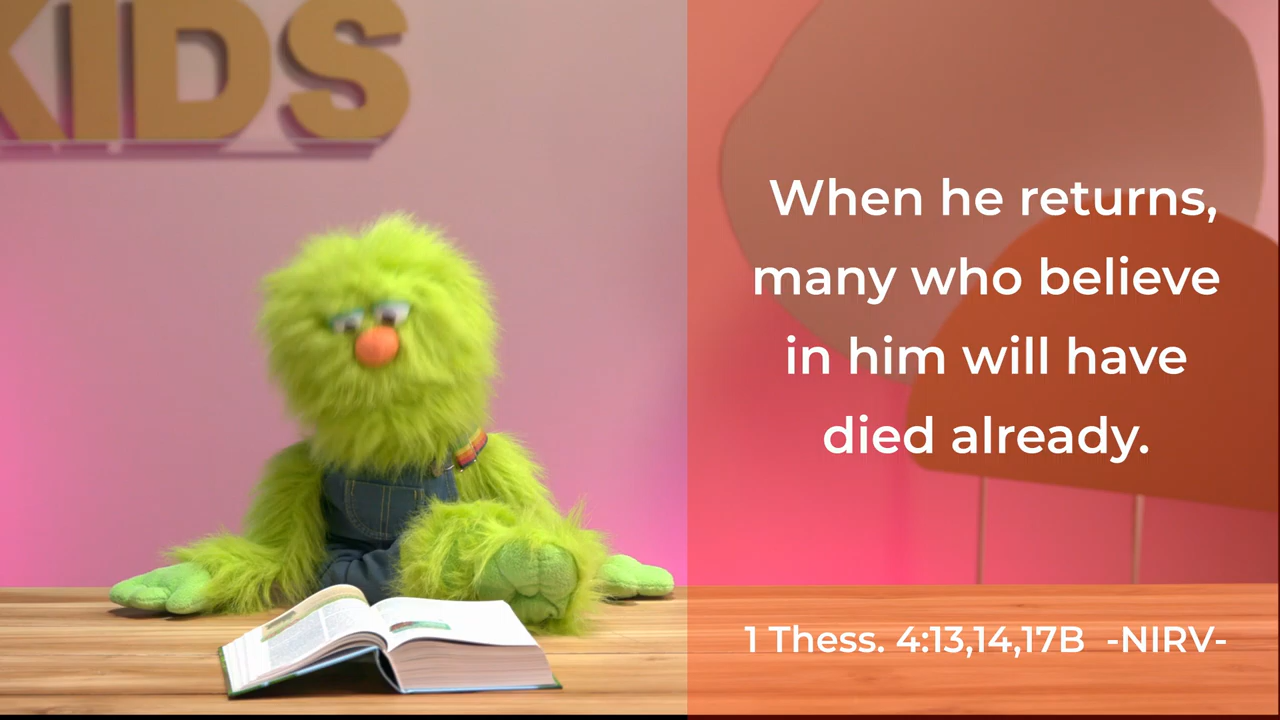 KIDS
When he returns,
many who believe
in him will have
died already.
1 Thess. 4:13,14,17B -NIRV-